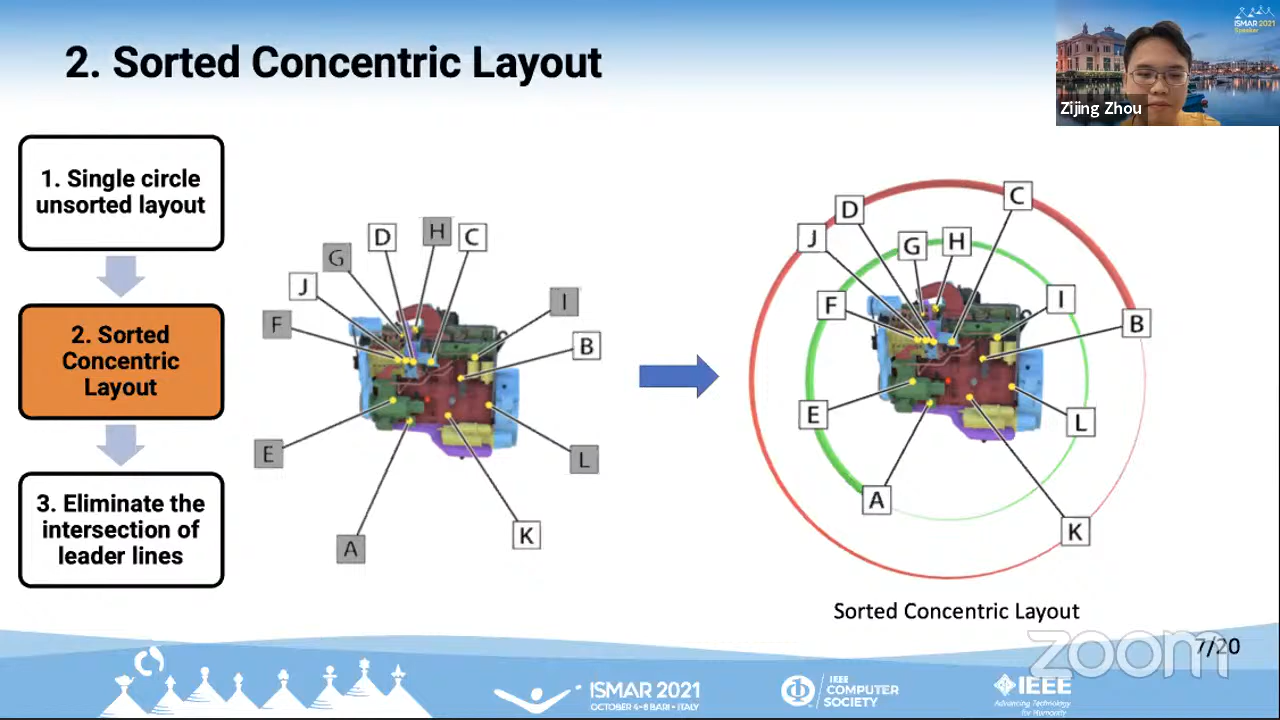 2. Sorted Concentric Layout
ISMAR 2021
Speaker
Zijing Zhou
1. Single circle
unsorted layout
2. Sorted
Concentric
Layout
3. Eliminate the
intersection of
leader lines
D
H
C
G
J
I
F
B
E
L
K
A
C
D
J
G
H
I
F
B
E
L
A
K
Sorted Concentric Layout
zoom
7/20
ISMAR 2021
OCTOBER 4-8 BARI - ITALY
IEEE
COMPUTER
SOCIETY
IEEE
Advancing Technology
for Humanity